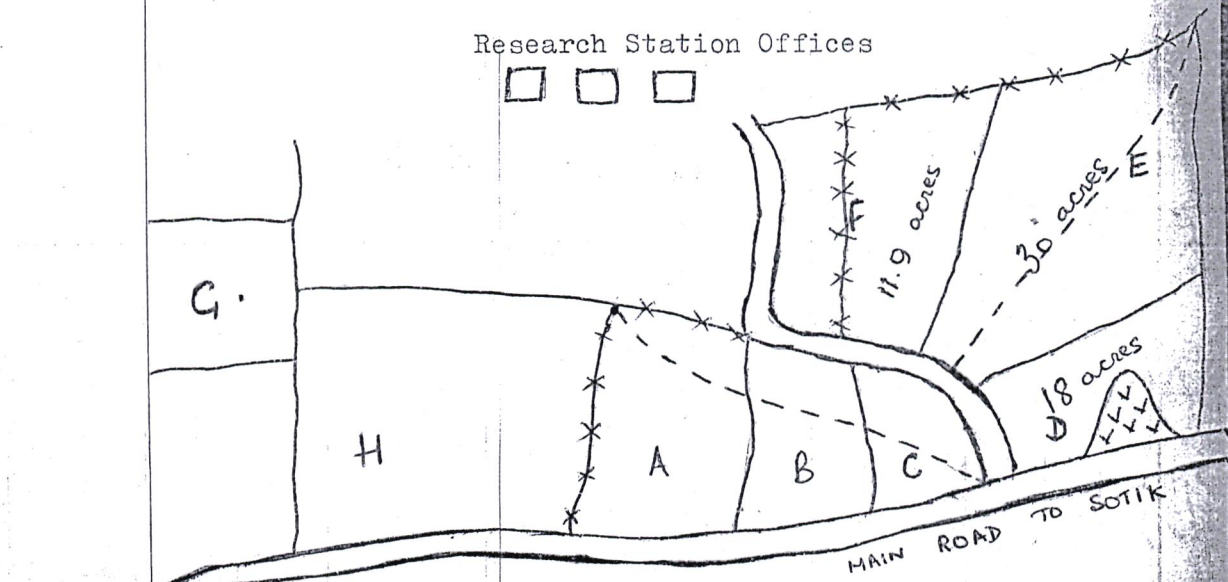 Research Station Offices
E
F
11.9 acres
30 acres
G.
18 acres
D
H
A
B
C
MAIN ROAD TO SOTIK